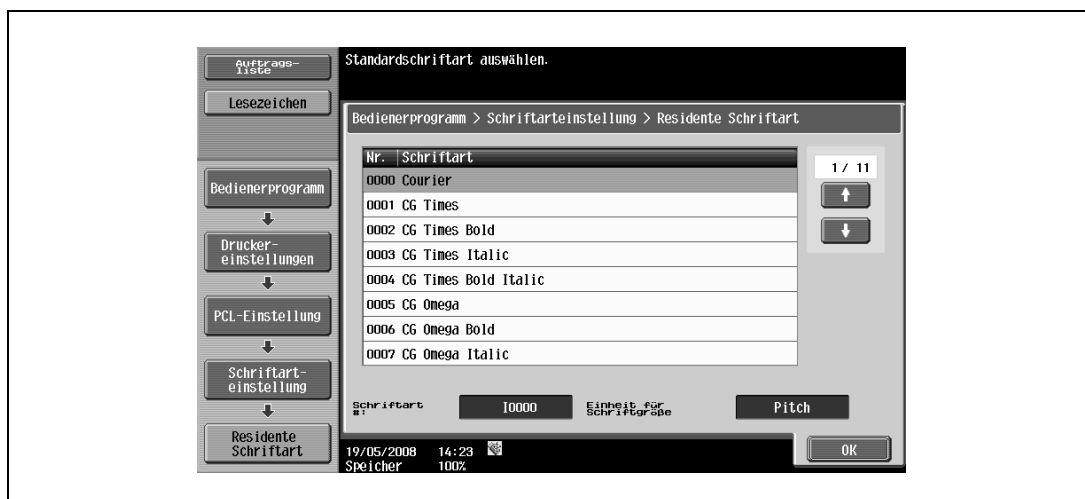 Auftrags-
liste
Lesezeichen
Bedienerprogramm
Drucker-
einstellungen
PCL-Einstellung
Schriftart-
einstellung
Residente
Schriftart
Standardschriftart auswählen.
Bedienerprogramm > Schriftarteinstellung > Residente Schriftart
Nr. Schriftart
0000 Courier
0001 CG Times
0002 CG Times Bold
0003 CG Times Italic
0004 CG Times Bold Italic
0005 CG Omega
0006 CG Omega Bold
0007 CG Omega Italic
1/ 11
Schriftart
#:
I0000
Einheit für
Schriftgröße
Pitch
19/05/2008 14:23
Speicher 100%
OK